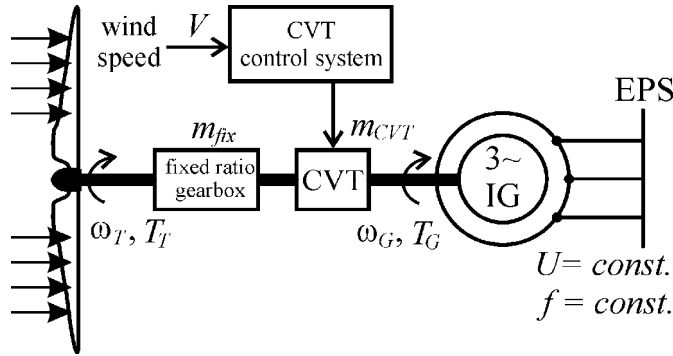 wind
speed
V
CVT
control system
EPS
m_fix
m_CVT
fixed ratio
gearbox
CVT
3~
IG
ω_T, T_T
ω_G, T_G
U= const.
f = const.